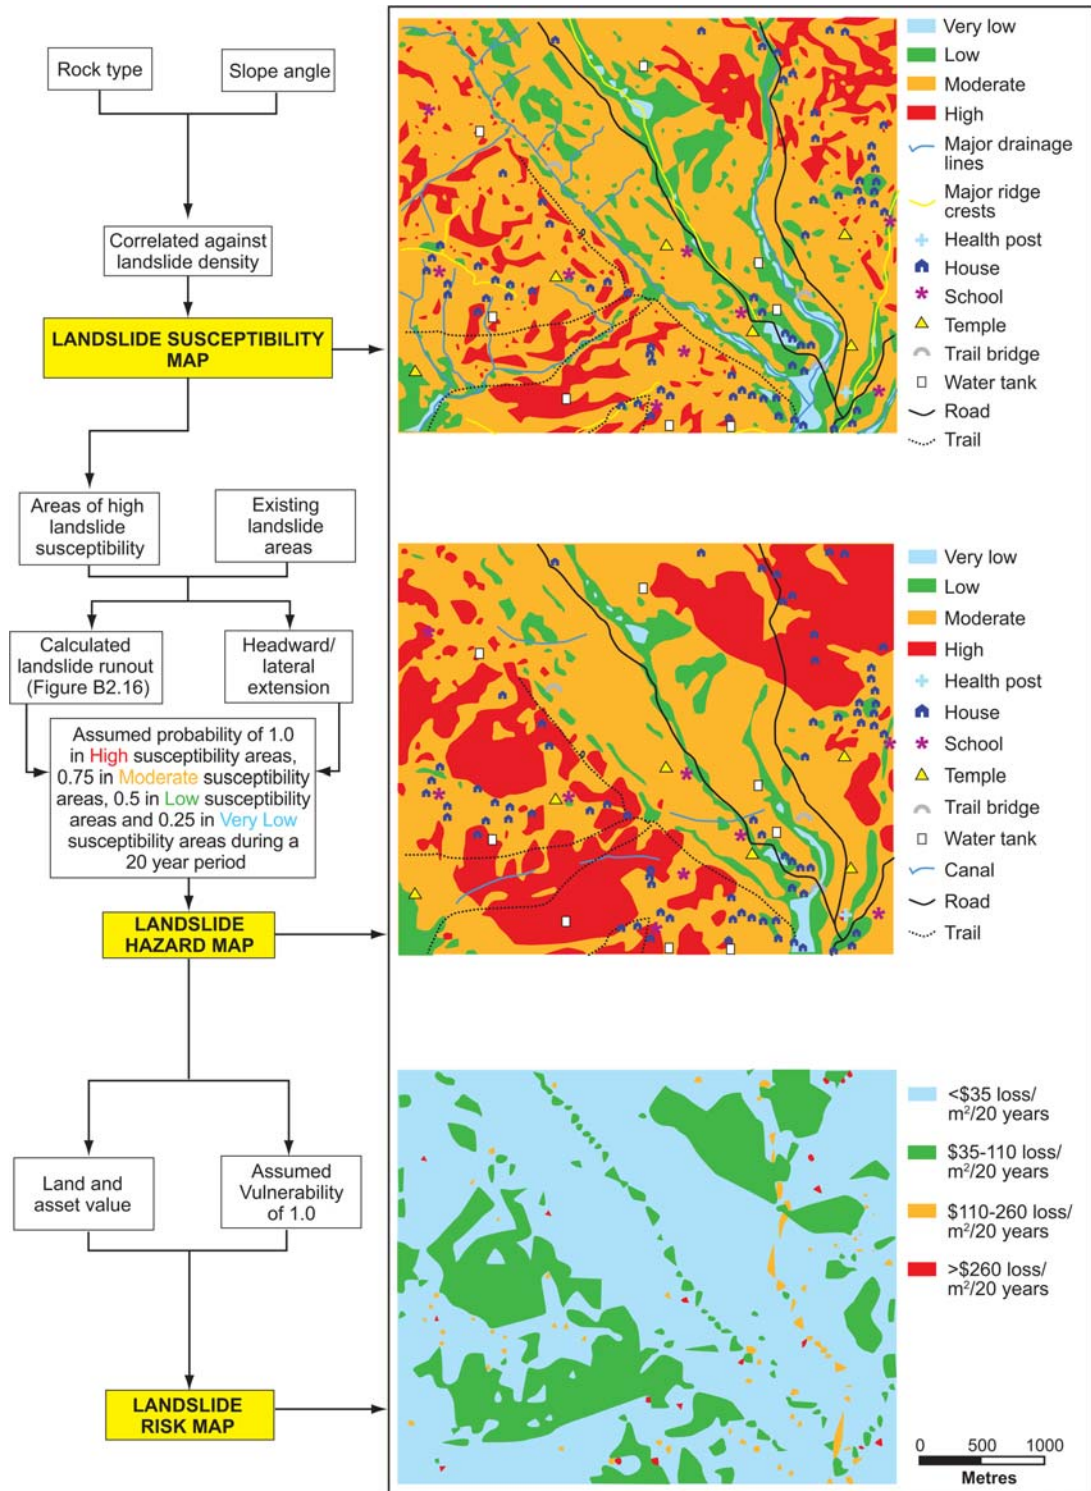 Rock type
Slope angle
Correlated against
landslide density
LANDSLIDE SUSCEPTIBILITY
MAP
Areas of high
landslide
susceptibility
Existing
landslide
areas
Calculated
landslide runout
(Figure B2.16)
Headward/
lateral
extension
Assumed probability of 1.0
in High susceptibility areas,
0.75 in Moderate susceptibility
areas, 0.5 in Low susceptibility
areas and 0.25 in Very Low
susceptibility areas during a
20 year period
LANDSLIDE
HAZARD MAP
Land and
asset value
Assumed
Vulnerability
of 1.0
LANDSLIDE
RISK MAP
Very low
Low
Moderate
High
Major drainage
lines
Major ridge
crests
Health post
House
School
Temple
Trail bridge
Water tank
Road
Trail
Very low
Low
Moderate
High
Health post
House
School
Temple
Trail bridge
Water tank
Canal
Road
Trail
<$35 loss/
m²/20 years
$35-110 loss/
m²/20 years
$110-260 loss/
m²/20 years
>$260 loss/
m²/20 years
0 500 1000
Metres